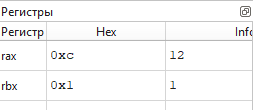 Регистры
Регистр Hex Info
rax 0xc 12
rbx 0x1 1